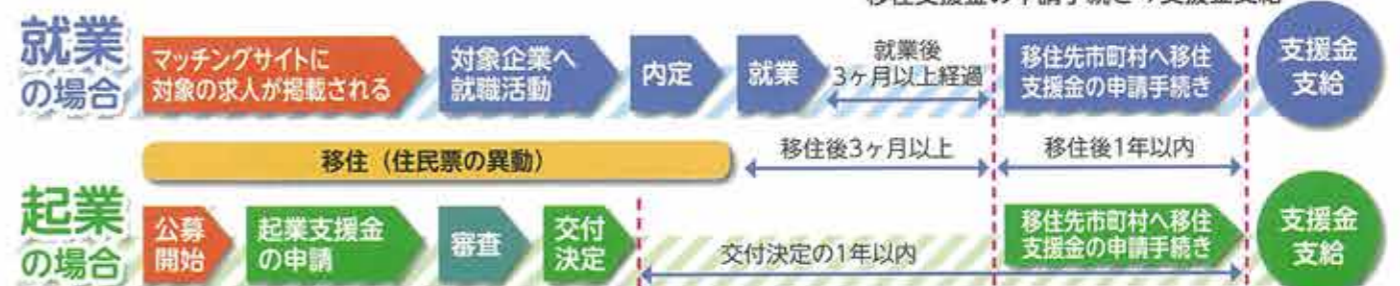 就業
の場合
マッチングサイトに
対象の求人が掲載される
対象企業へ
就職活動
内定
就業
就業後
3ヶ月以上経過
移住先市町村へ移住
支援金の申請手続き
支援金
支給
移住（住民票の異動）
移住後3ヶ月以上
移住後1年以内
起業
の場合
公募
開始
起業支援金
の申請
審査
交付
決定
交付決定の1年以内
移住先市町村へ移住
支援金の申請手続き
支援金
支給